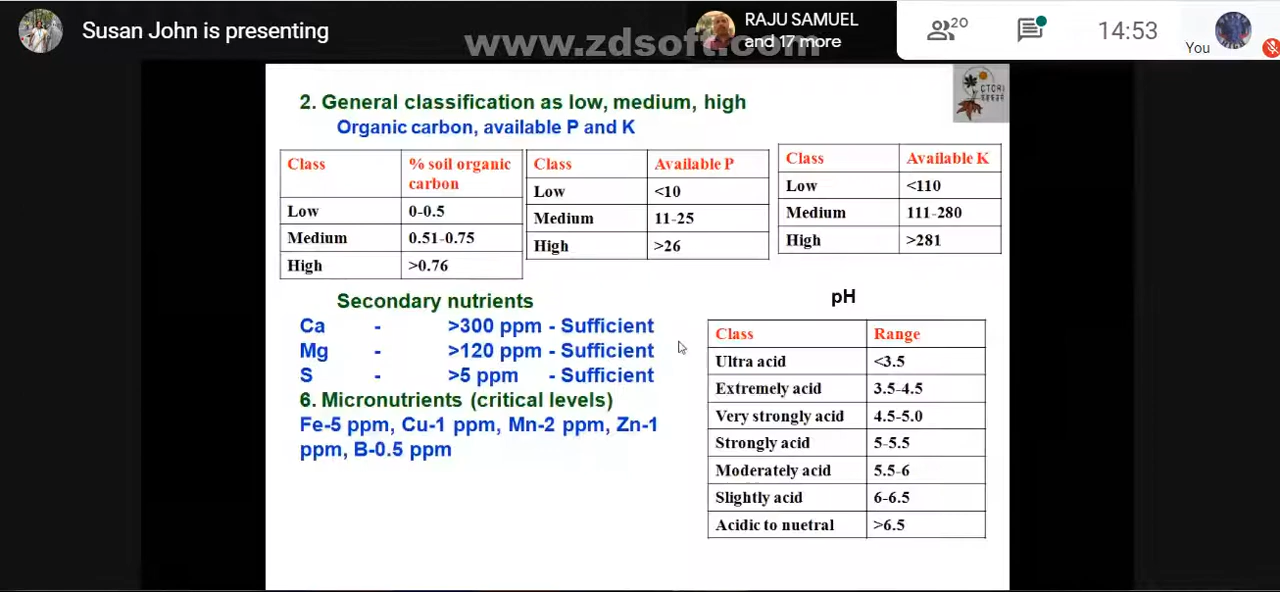 Susan John is presenting
www.zdsoft.com
RAJU SAMUEL
and 17 more
20
14:53
You
2. General classification as low, medium, high
Organic carbon, available P and K
CTCRI
Class % soil organic carbon
Low 0-0.5
Medium 0.51-0.75
High >0.76
Class Available P
Low <10
Medium 11-25
High >26
Class Available K
Low <110
Medium 111-280
High >281
Secondary nutrients
Ca - >300 ppm - Sufficient
Mg - >120 ppm - Sufficient
S - >5 ppm - Sufficient
6. Micronutrients (critical levels)
Fe-5 ppm, Cu-1 ppm, Mn-2 ppm, Zn-1
ppm, B-0.5 ppm
pH
Class Range
Ultra acid <3.5
Extremely acid 3.5-4.5
Very strongly acid 4.5-5.0
Strongly acid 5-5.5
Moderately acid 5.5-6
Slightly acid 6-6.5
Acidic to nuetral >6.5